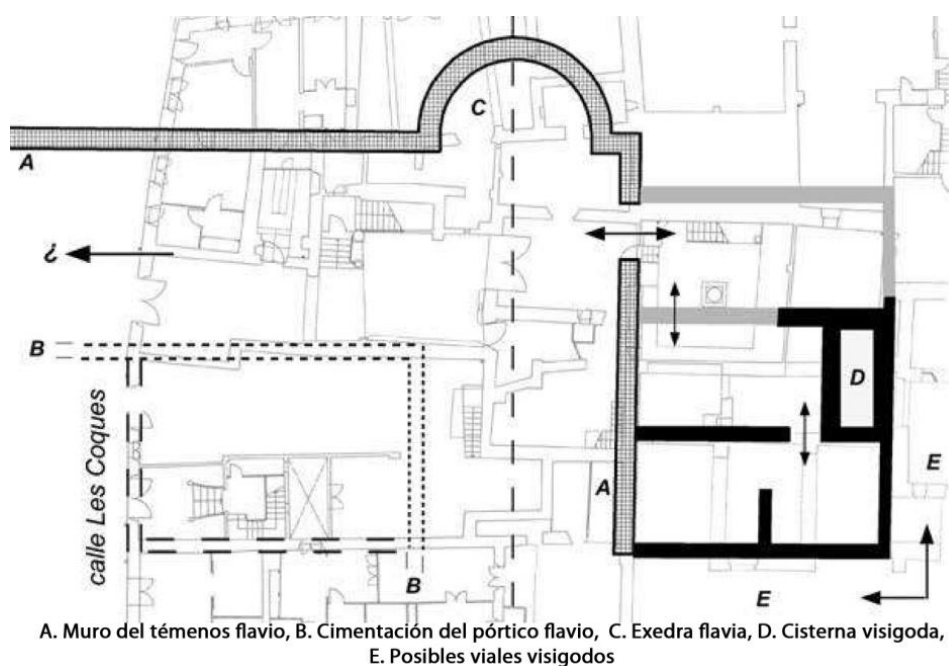 C
A
¿
B
D
calle Les Coques
E
A
B
E
A. Muro del témenos flavio, B. Cimentación del pórtico flavio, C. Exedra flavia, D. Cisterna visigoda,
E. Posibles viales visigodos